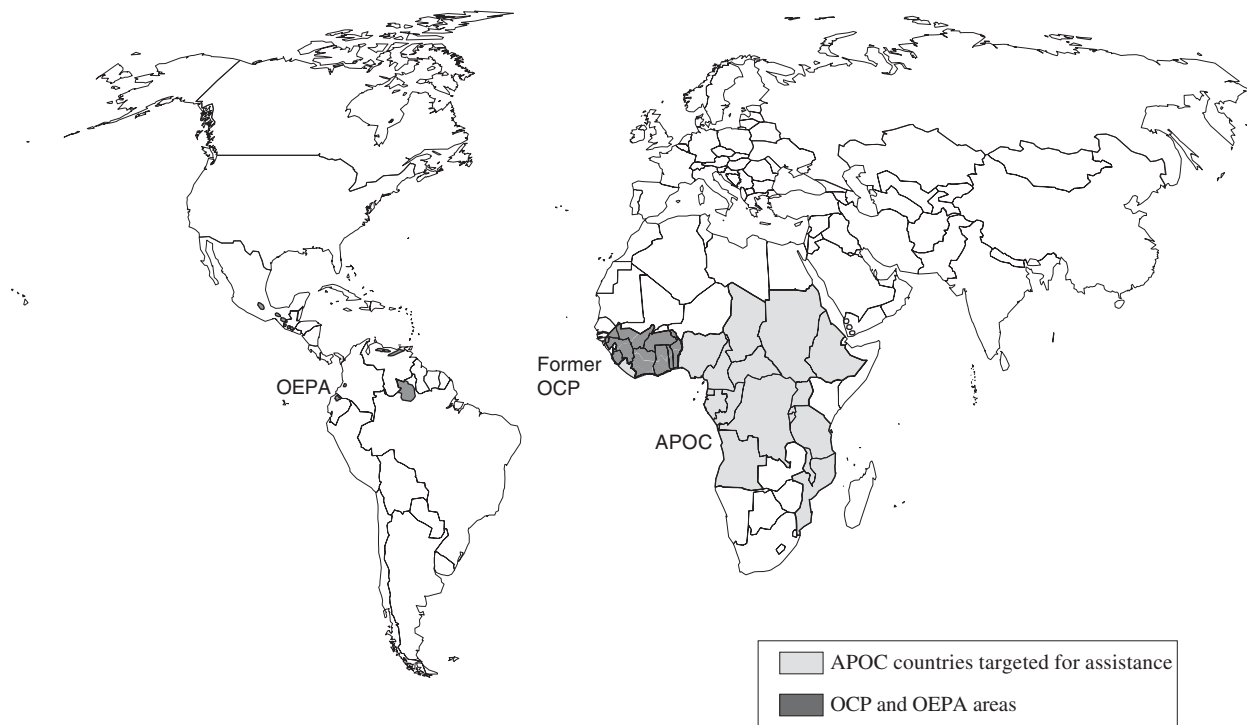 OEPA
Former
OCP
APOC
APOC countries targeted for assistance
OCP and OEPA areas